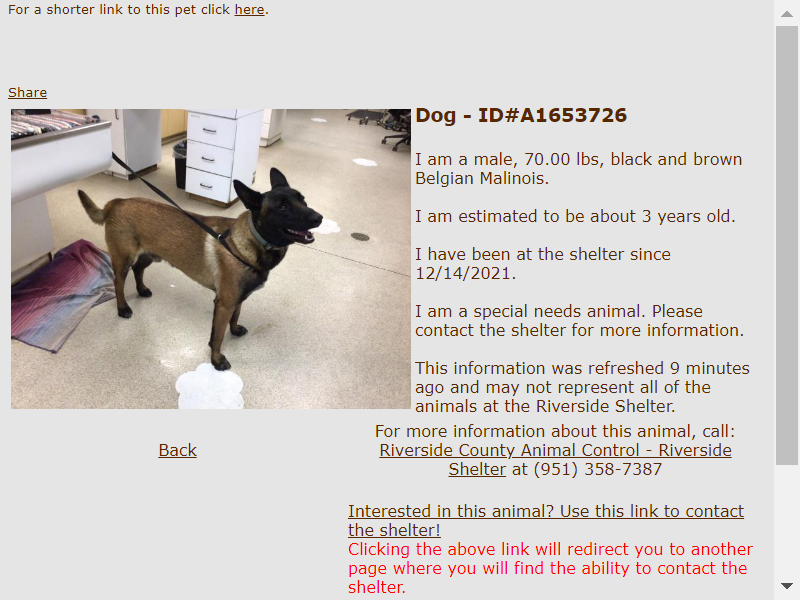 For a shorter link to this pet click here.
Share
Dog - ID#A1653726
I am a male, 70.00 lbs, black and brown
Belgian Malinois.
I am estimated to be about 3 years old.
I have been at the shelter since
12/14/2021.
I am a special needs animal. Please
contact the shelter for more information.
This information was refreshed 9 minutes
ago and may not represent all of the
animals at the Riverside Shelter.
For more information about this animal, call:
Riverside County Animal Control - Riverside
Shelter at (951) 358-7387
Back
Interested in this animal? Use this link to contact
the shelter!
Clicking the above link will redirect you to another
page where you will find the ability to contact the
shelter.